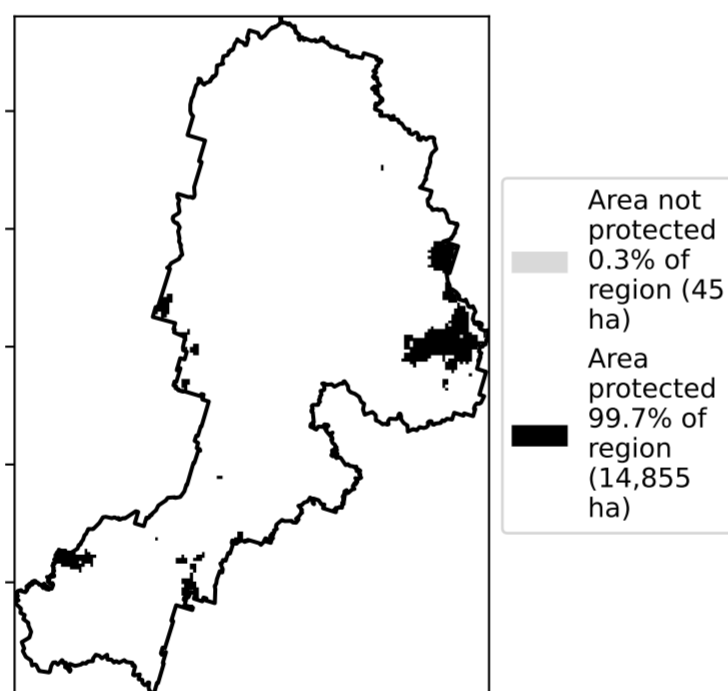 Area not
protected
0.3% of
region (45
ha)
Area
protected
99.7% of
region
(14,855
ha)